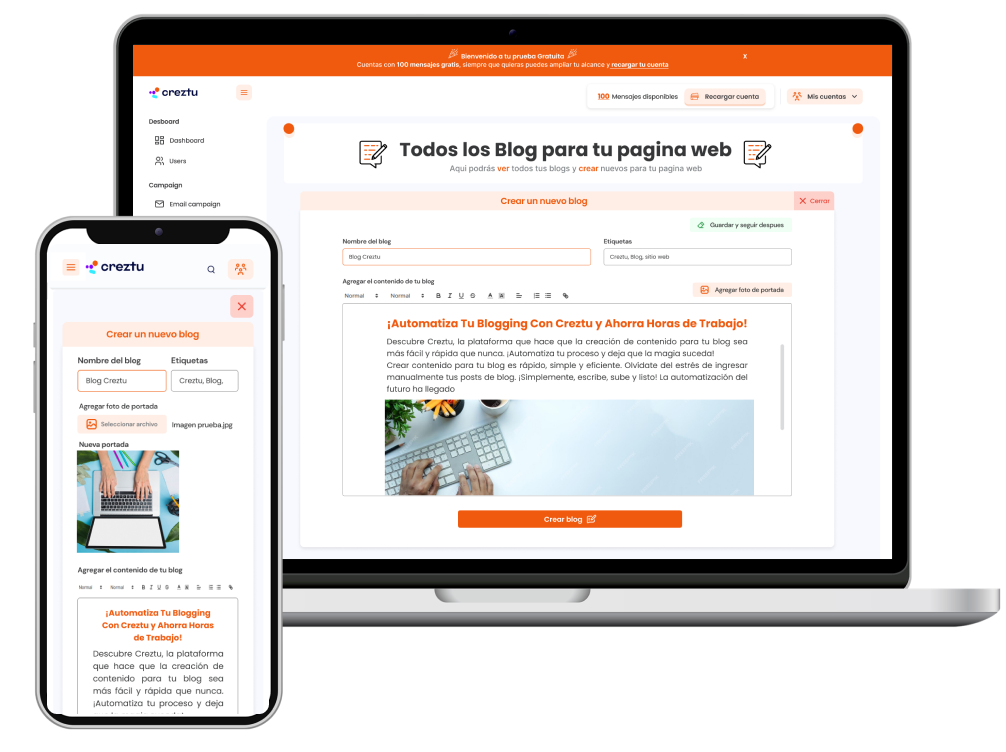 Bienvenido a tu prueba Gratuita
x
Cuentas con 100 mensajes gratis, siempre que quieras puedes ampliar tu alcance y recargar tu cuenta
creztu
100 Mensajes disponibles
Recargar cuenta
Mis cuentas
Desboard
Dashboard
Users
Campaign
Email campaign
Todos los Blog para tu pagina web
Aqui podrás ver todos tus blogs y crear nuevos para tu pagina web
Crear un nuevo blog
Cerrar
Guardar y seguir despues
Nombre del blog
Etiquetas
Blog Creztu
Creztu, Blog, sitio web
Agregar el contenido de tu blog
Agregar foto de portada
Normal
Normal
B I U S A
¡Automatiza Tu Blogging Con Creztu y Ahorra Horas de Trabajo!
Descubre Creztu, la plataforma que hace que la creación de contenido para tu blog sea
más fácil y rápida que nunca. ¡Automatiza tu proceso y deja que la magia suceda!
Crear contenido para tu blog es rápido, simple y eficiente. Olvídate del estrés de ingresar
manualmente tus posts de blog. ¡Simplemente, escribe, sube y listo! La automatización del
futuro ha llegado
Crear blog
creztu
Crear un nuevo blog
Nombre del blog
Etiquetas
Blog Creztu
Creztu, Blog,
Agregar foto de portada
Seleccionar archivo
Imagen prueba.jpg
Nueva portada
Agregar el contenido de tu blog
Normal
Normal
B I U S A
¡Automatiza Tu Blogging
Con Creztu y Ahorra Horas
de Trabajo!
Descubre Creztu, la plataforma
que hace que la creación de
contenido para tu blog sea
más fácil y rápida que nunca.
¡Automatiza tu proceso y deja